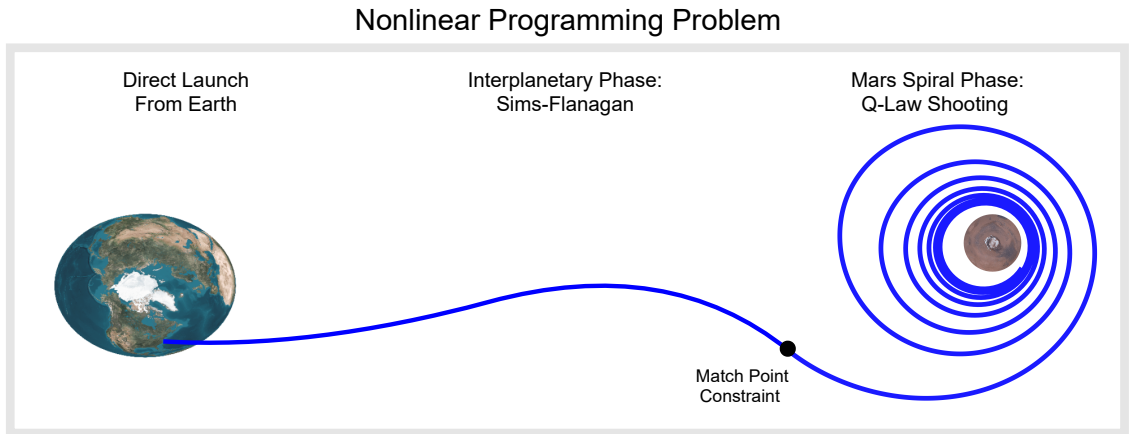 Nonlinear Programming Problem
Direct Launch
From Earth
Interplanetary Phase:
Sims-Flanagan
Mars Spiral Phase:
Q-Law Shooting
Match Point
Constraint